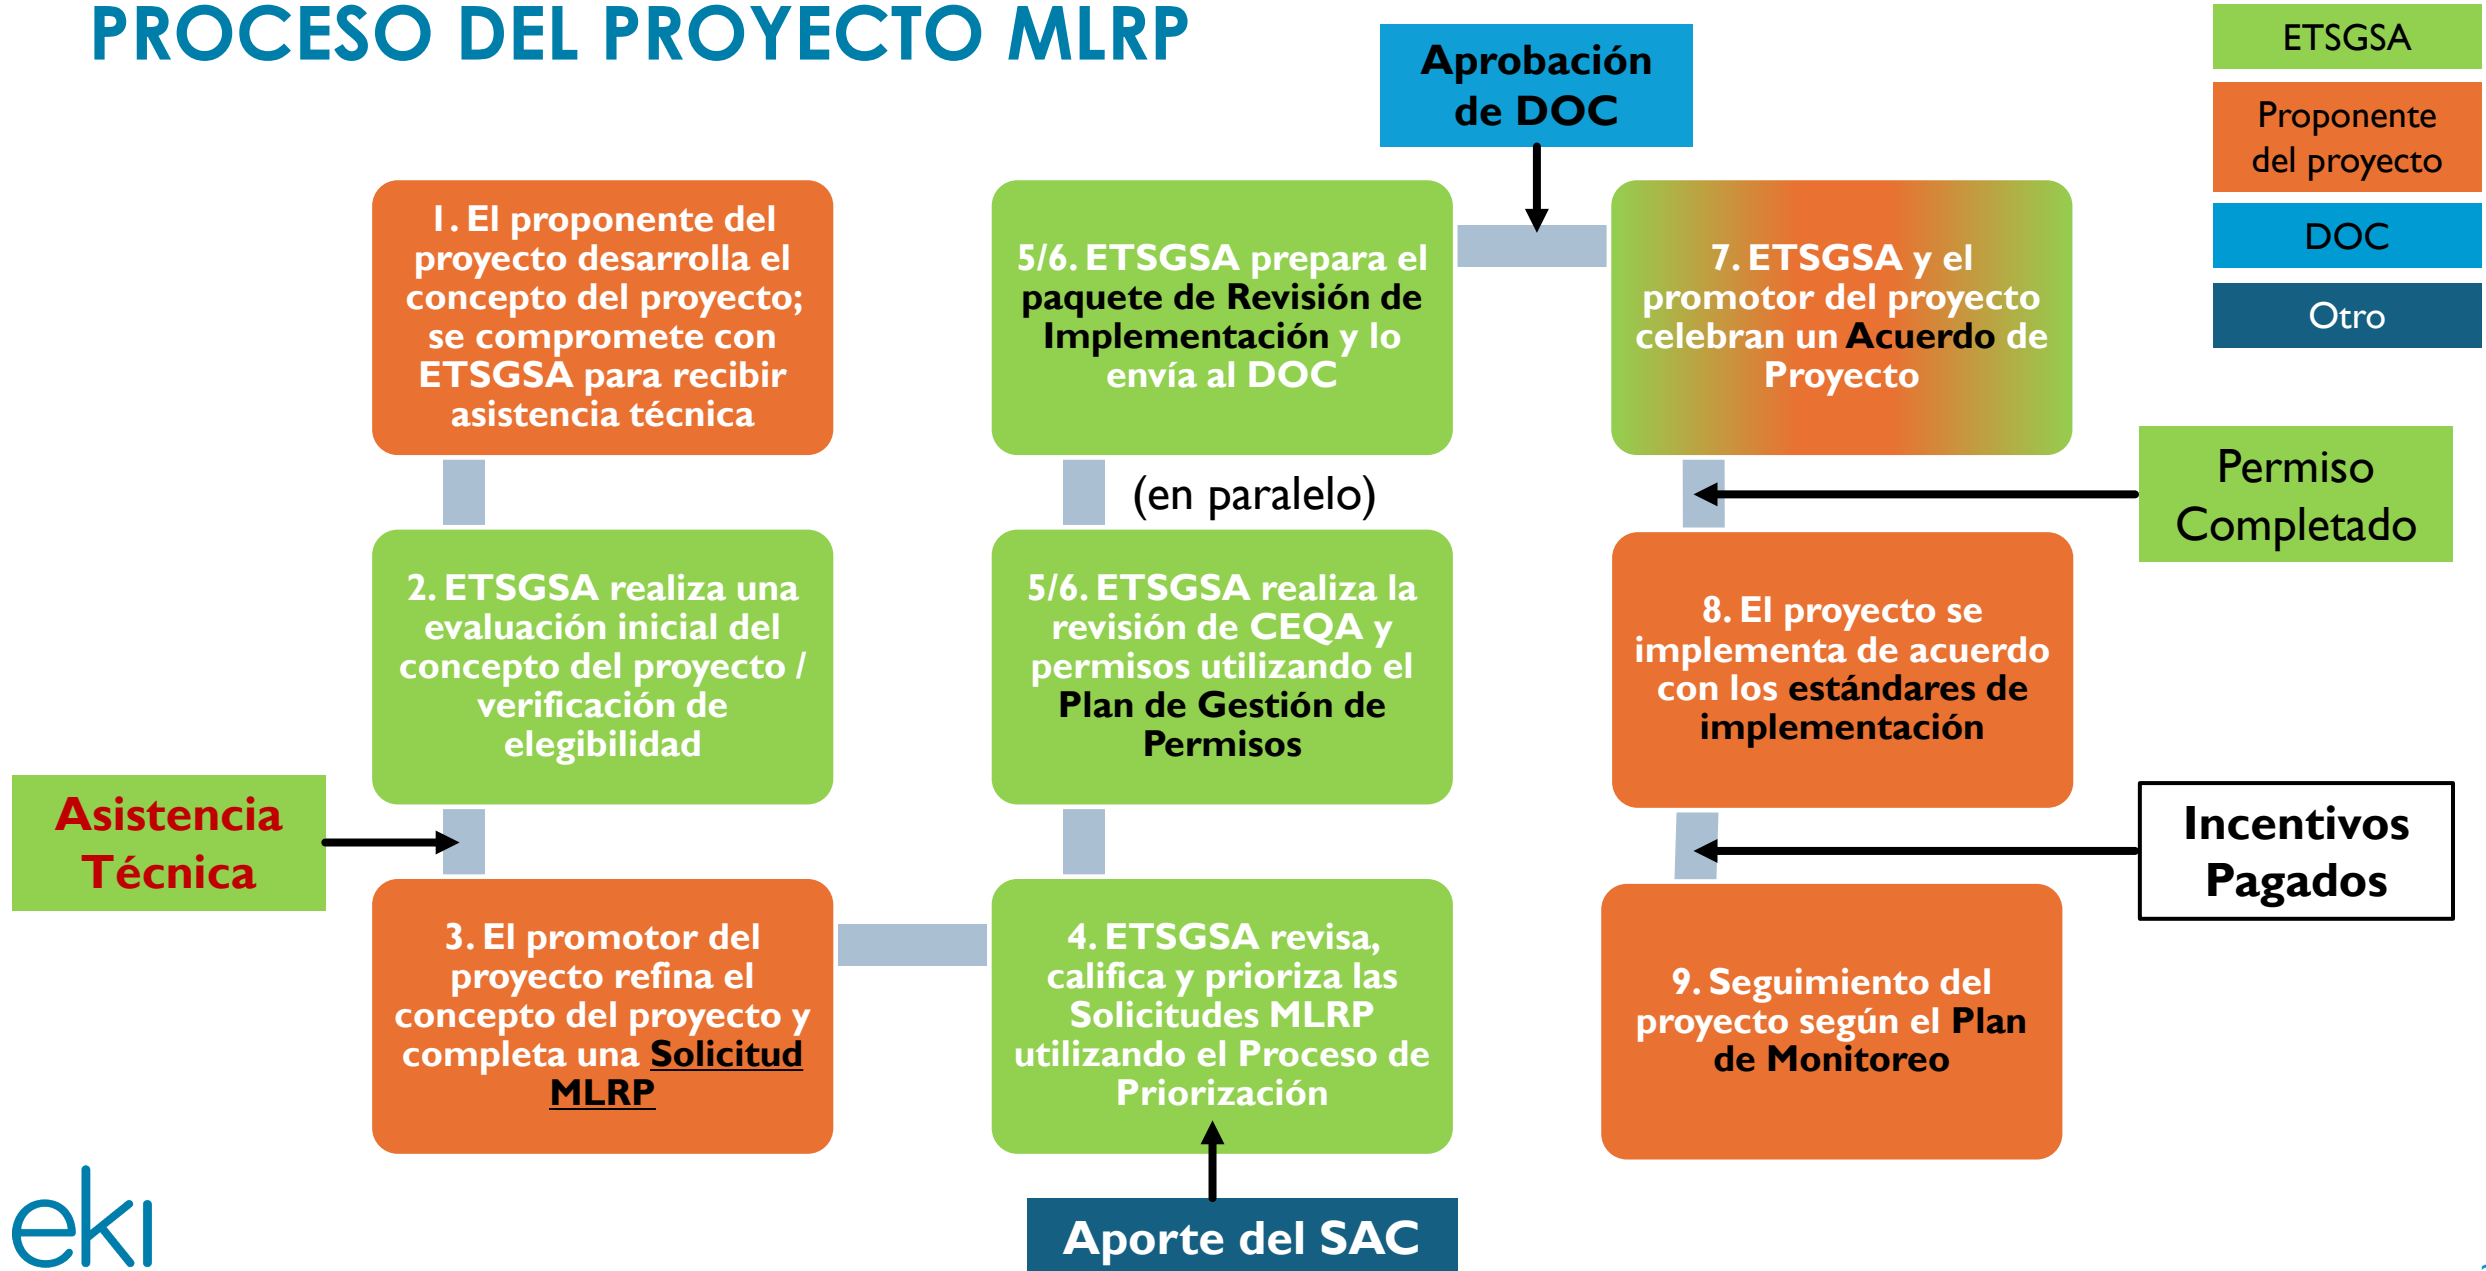 PROCESO DEL PROYECTO MLRP
Aprobación
de DOC
ETSGSA
Proponente
del proyecto
DOC
Otro
1. El proponente del
proyecto desarrolla el
concepto del proyecto;
se compromete con
ETSGSA para recibir
asistencia técnica
2. ETSGSA realiza una
evaluación inicial del
concepto del proyecto /
verificación de
elegibilidad
Asistencia
Técnica
3. El promotor del
proyecto refina el
concepto del proyecto y
completa una Solicitud
MLRP
5/6. ETSGSA prepara el
paquete de Revisión de
Implementación y lo
envía al DOC
(en paralelo)
5/6. ETSGSA realiza la
revisión de CEQA y
permisos utilizando el
Plan de Gestión de
Permisos
4. ETSGSA revisa,
califica y prioriza las
Solicitudes MLRP
utilizando el Proceso de
Priorización
Aporte del SAC
7. ETSGSA y el
promotor del proyecto
celebran un Acuerdo de
Proyecto
Permiso
Completado
8. El proyecto se
implementa de acuerdo
con los estándares de
implementación
Incentivos
Pagados
9. Seguimiento del
proyecto según el Plan
de Monitoreo
eki